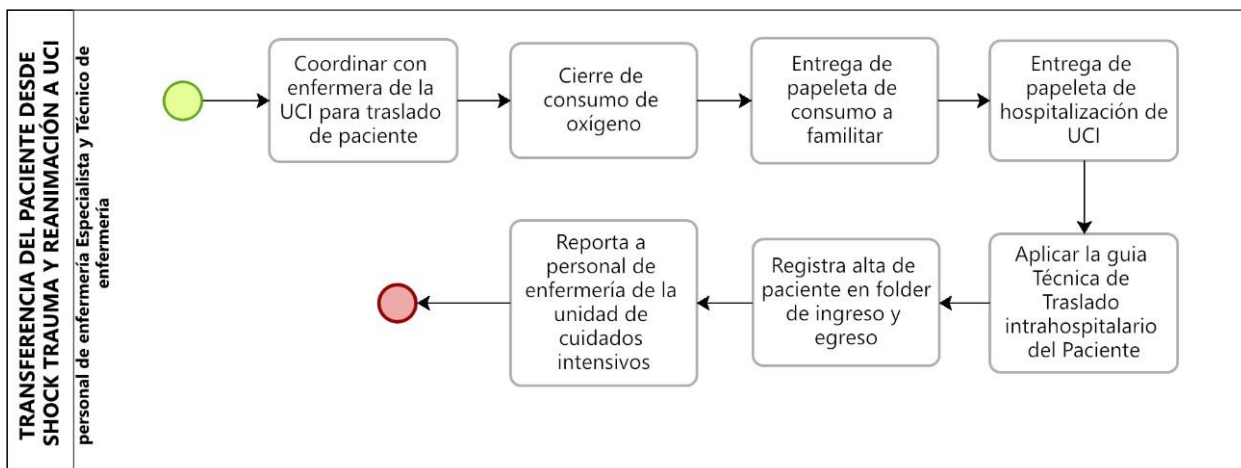 TRANSFERENCIA DEL PACIENTE DESDE
SHOCK TRAUMA Y REANIMACIÓN A UCI
personal de enfermería Especialista y Técnico de
enfermería
Coordinar con
enfermera de la
UCI para traslado
de paciente
Cierre de
consumo de
oxígeno
Entrega de
papeleta de
consumo a
familitar
Entrega de
papeleta de
hospitalización de
UCI
Aplicar la guia
Técnica de
Traslado
intrahospitalario
del Paciente
Registra alta de
paciente en folder
de ingreso y
egreso
Reporta a
personal de
enfermería de la
unidad de
cuidados
intensivos